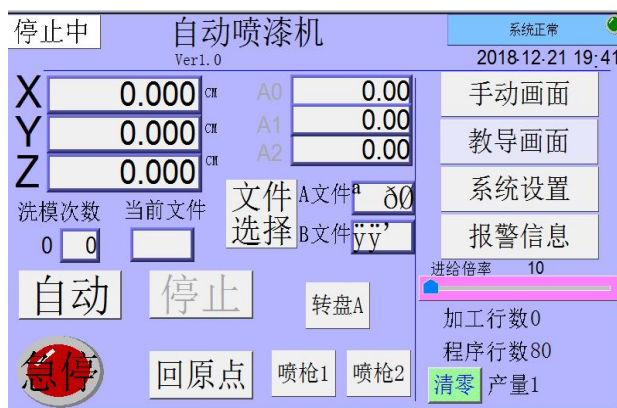 停止中 自动喷漆机 系统正常
Ver1.0 2018-12-21 19:41
X 0.000 CM A0 0.00 手动画面
Y 0.000 CM A1 0.00 教导画面
Z 0.000 CM A2 0.00 系统设置
洗模次数 当前文件 文件选择 A文件 ª ðØ 报警信息
0 0 B文件 ÿÿ’
进给倍率 10
自动 停止 转盘A 加工行数0
程序行数80
急停 回原点 喷枪1 喷枪2 清零 产量1